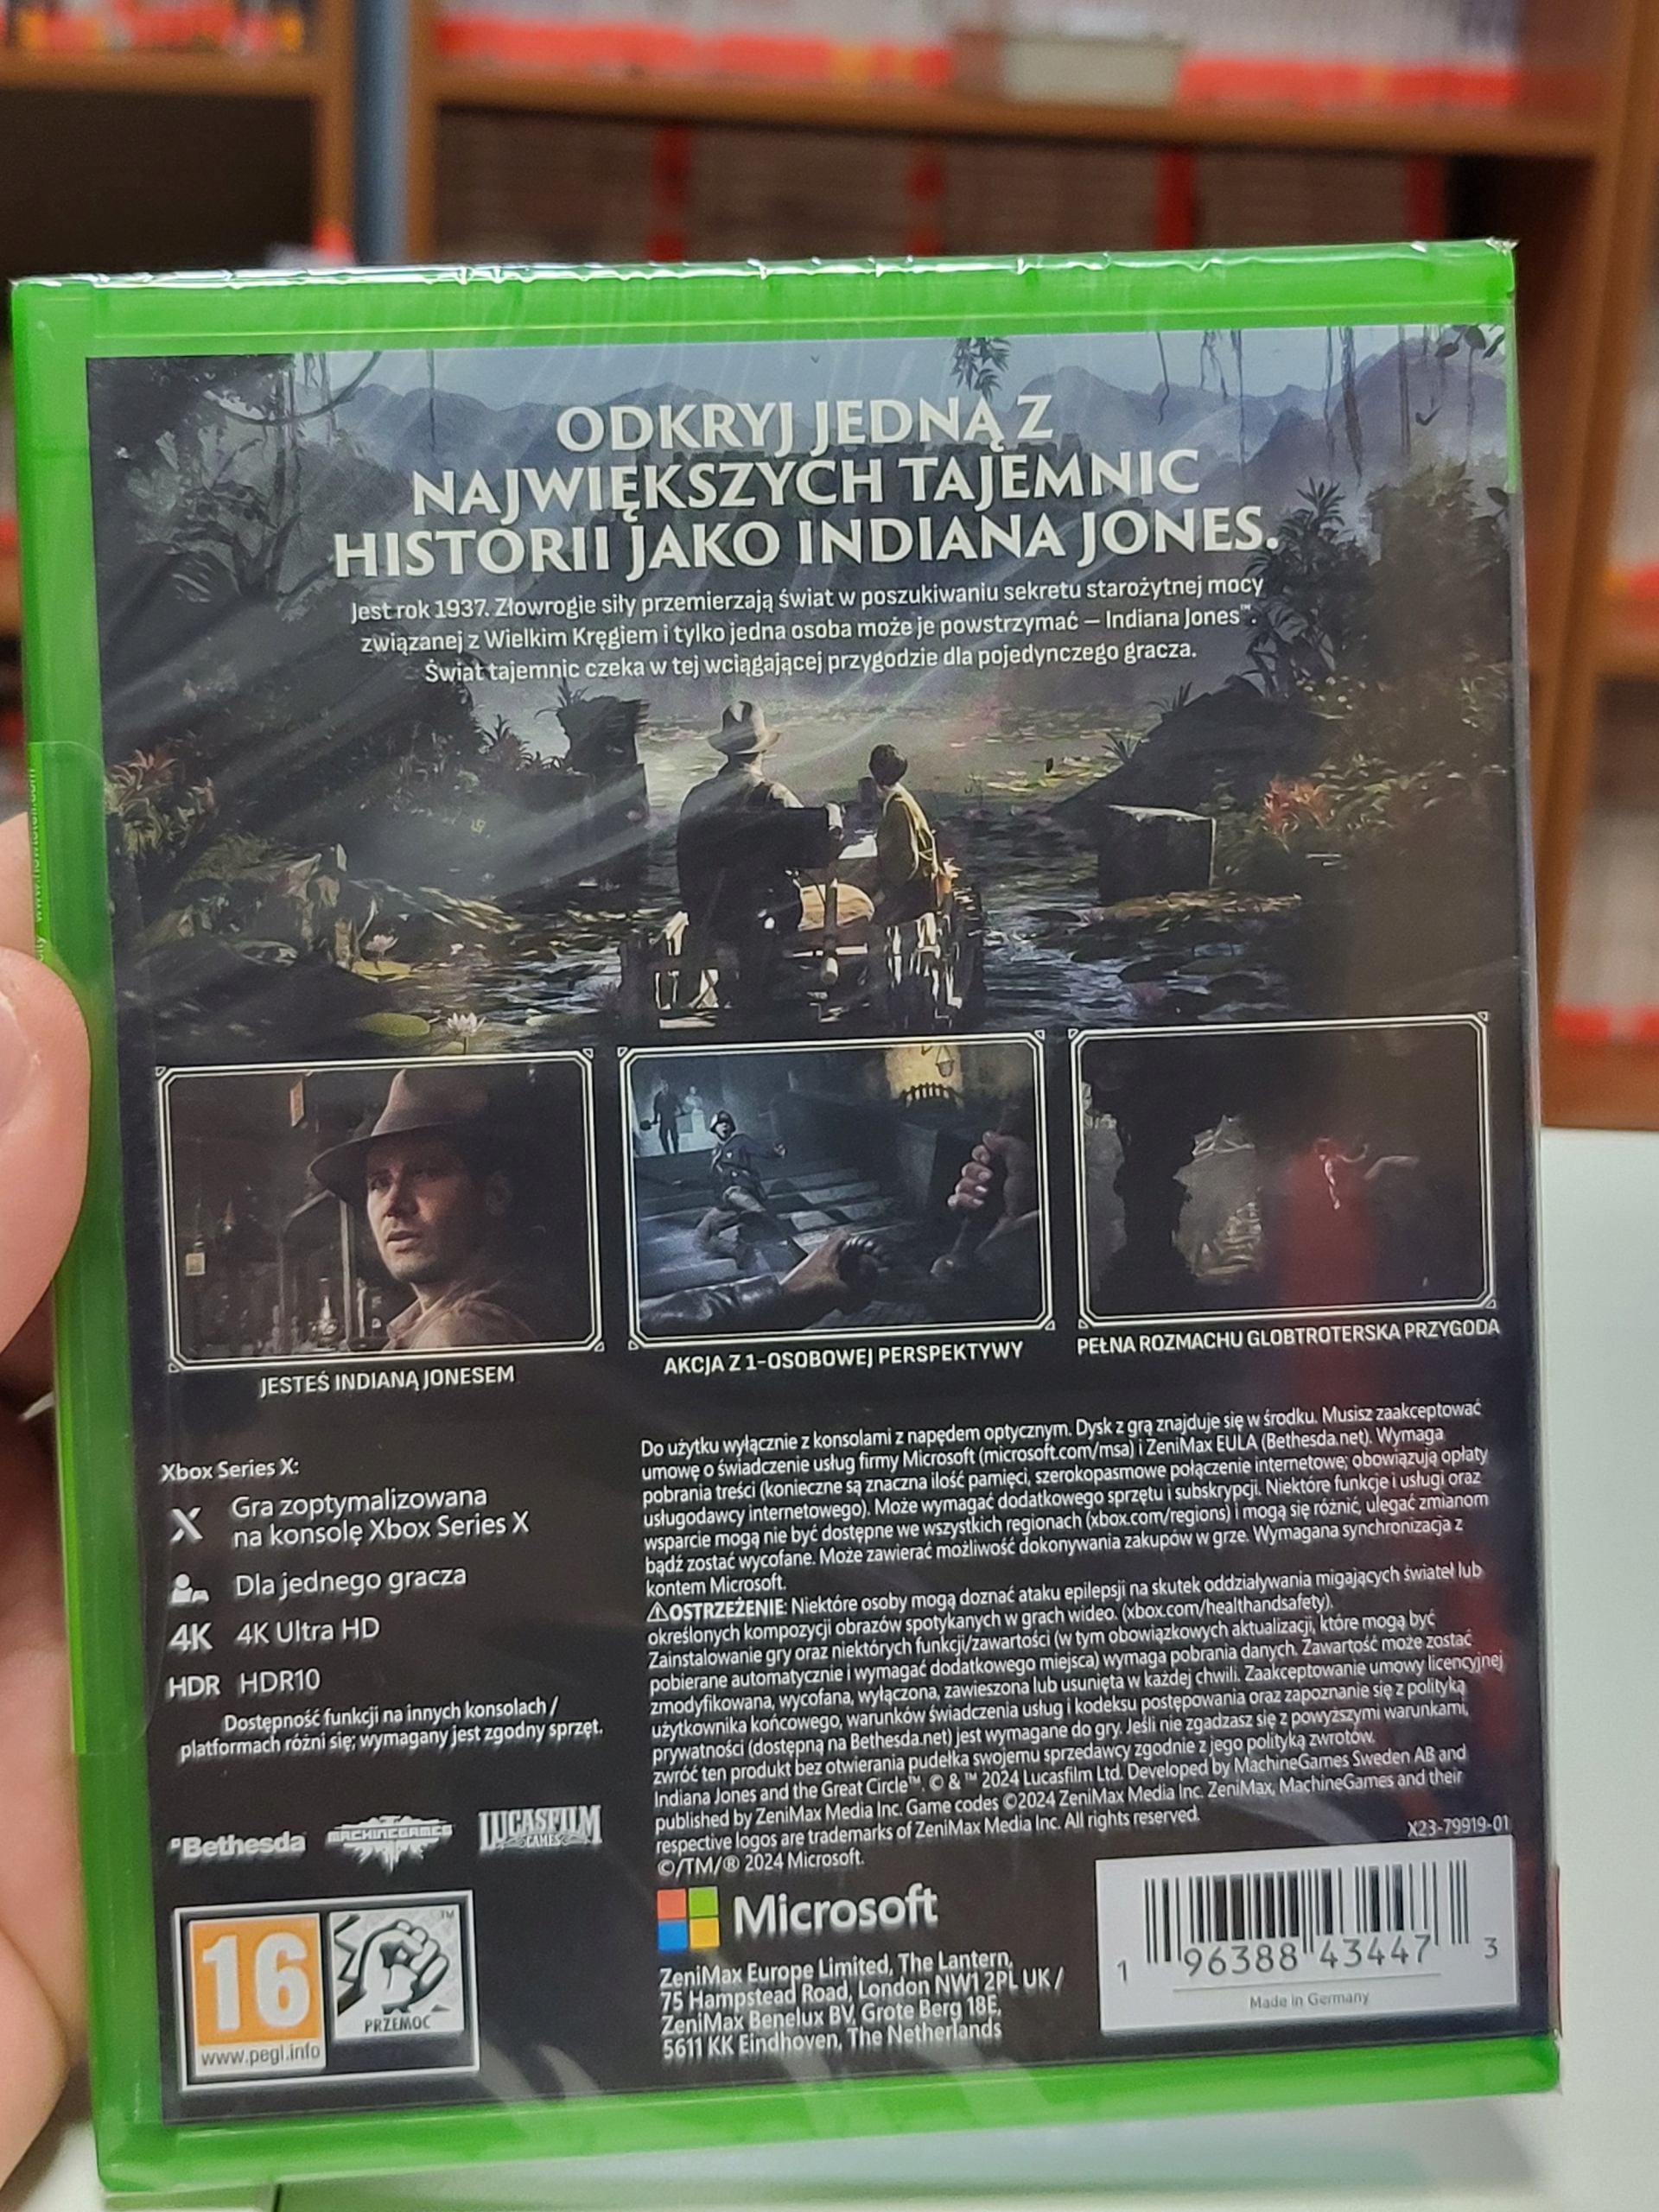 ODKRYJ JEDNĄ Z
NAJWIĘKSZYCH TAJEMNIC
HISTORII JAKO INDIANA JONES.
Jest rok 1937. Złowrogie siły przemierzają świat w poszukiwaniu sekretu starożytnej mocy
związanej z Wielkim Kręgiem i tylko jedna osoba może je powstrzymać – Indiana Jones™.
Świat tajemnic czeka w tej wciągającej przygodzie dla pojedynczego gracza.
JESTEŚ INDIANĄ JONESEM
AKCJA Z 1-OSOBOWEJ PERSPEKTYWY
PEŁNA ROZMACHU GLOBTROTERSKA PRZYGODA
Xbox Series X:
Gra zoptymalizowana
na konsolę Xbox Series X
Dla jednego gracza
4K 4K Ultra HD
HDR HDR10
Dostępność funkcji na innych konsolach /
platformach różni się; wymagany jest zgodny sprzęt.
Do użytku wyłącznie z konsolami z napędem optycznym. Dysk z grą znajduje się w środku. Musisz zaakceptować
umowę o świadczenie usług firmy Microsoft (microsoft.com/msa) i ZeniMax EULA (Bethesda.net). Wymaga
pobrania treści (konieczne są znaczna ilość pamięci, szerokopasmowe połączenie internetowe; obowiązują opłaty
usługodawcy internetowego). Może wymagać dodatkowego sprzętu i subskrypcji. Niektóre funkcje i usługi oraz
wsparcie mogą nie być dostępne we wszystkich regionach (xbox.com/regions) i mogą się różnić, ulegać zmianom
bądź zostać wycofane. Może zawierać możliwość dokonywania zakupów w grze. Wymagana synchronizacja z
kontem Microsoft.
⚠OSTRZEŻENIE: Niektóre osoby mogą doznać ataku epilepsji na skutek oddziaływania migających świateł lub
określonych kompozycji obrazów spotykanych w grach wideo. (xbox.com/healthandsafety).
Zainstalowanie gry oraz niektórych funkcji/zawartości (w tym obowiązkowych aktualizacji, które mogą być
pobierane automatycznie i wymagać dodatkowego miejsca) wymaga pobrania danych. Zawartość może zostać
zmodyfikowana, wycofana, wyłączona, zawieszona lub usunięta w każdej chwili. Zaakceptowanie umowy licencyjnej
użytkownika końcowego, warunków świadczenia usług i kodeksu postępowania oraz zapoznanie się z polityką
prywatności (dostępną na Bethesda.net) jest wymagane do gry. Jeśli nie zgadzasz się z powyższymi warunkami,
zwróć ten produkt bez otwierania pudełka swojemu sprzedawcy zgodnie z jego polityką zwrotów.
Indiana Jones and the Great Circle™. © & ™ 2024 Lucasfilm Ltd. Developed by MachineGames Sweden AB and
published by ZeniMax Media Inc. Game codes ©2024 ZeniMax Media Inc. ZeniMax, MachineGames and their
respective logos are trademarks of ZeniMax Media Inc. All rights reserved.
©/TM/® 2024 Microsoft.
X23-79919-01
Bethesda
MACHINEGAMES
LUCASFILM
GAMES
16
www.pegi.info
PRZEMOC
™
Microsoft
ZeniMax Europe Limited, The Lantern,
75 Hampstead Road, London NW1 2PL UK /
ZeniMax Benelux BV, Grote Berg 18E,
5611 KK Eindhoven, The Netherlands
1 96388 43447 3
Made in Germany